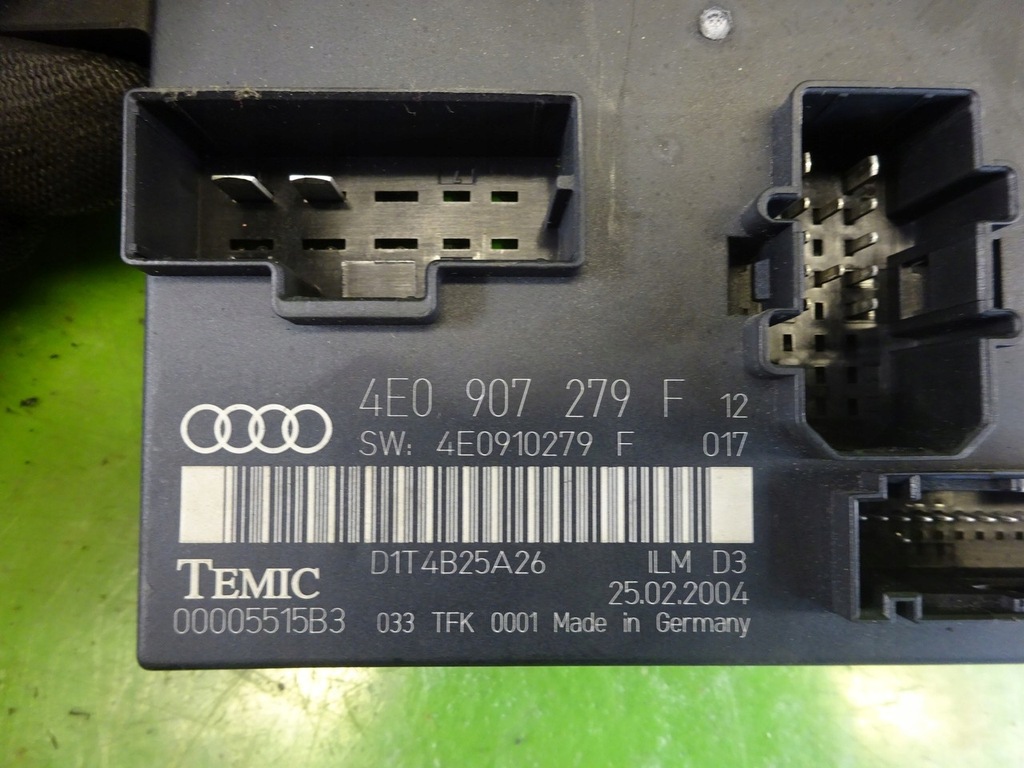 4E0 907 279 F 12
SW: 4E0910279 F 017
D1T4B25A26 ILM D3
TEMIC 25.02.2004
00005515B3 033 TFK 0001 Made in Germany